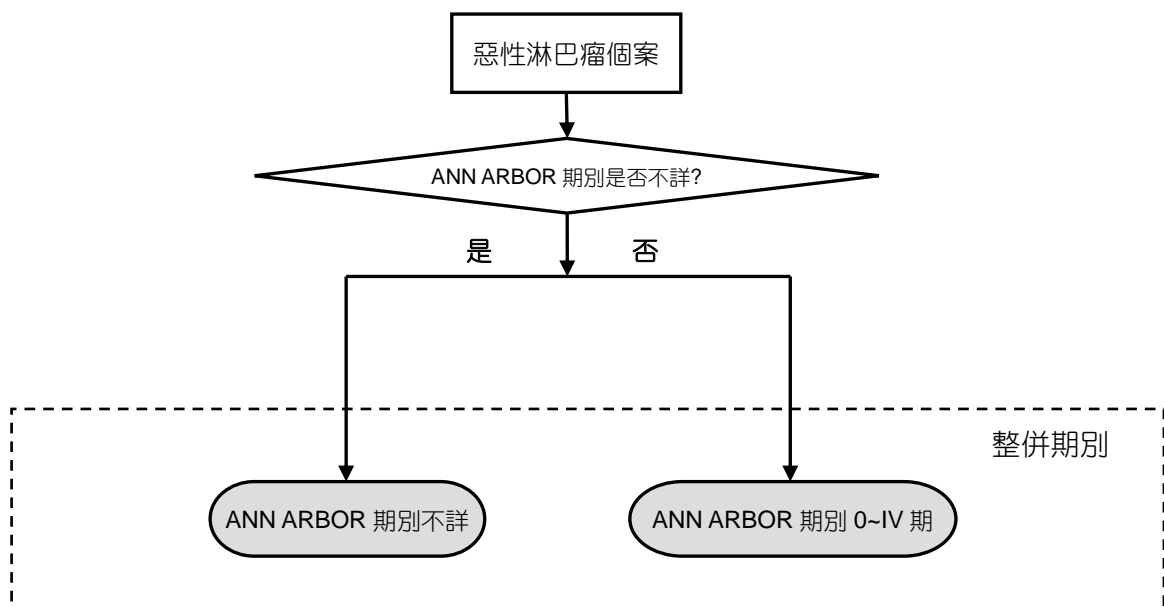 惡性淋巴瘤個案
ANN ARBOR 期別是否不詳?
是
否
整併期別
ANN ARBOR 期別不詳
ANN ARBOR 期別 0~IV 期